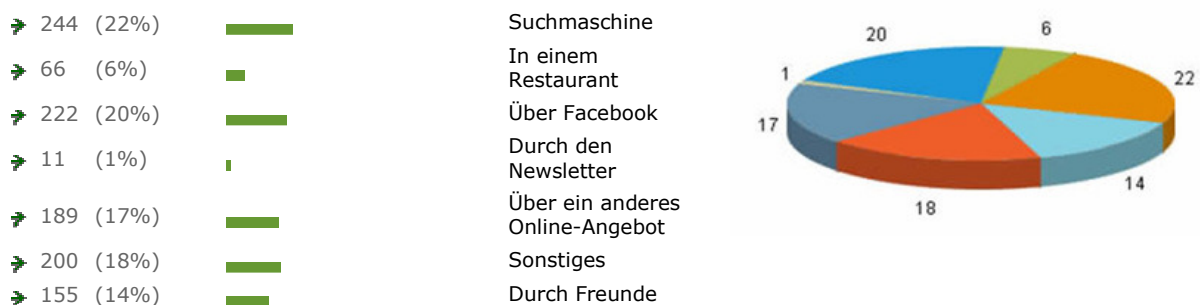 244 (22%) Suchmaschine
66 (6%) In einem
Restaurant
222 (20%) Über Facebook
11 (1%) Durch den
Newsletter
189 (17%) Über ein anderes
Online-Angebot
200 (18%) Sonstiges
155 (14%) Durch Freunde
20
6
1
22
17
14
18